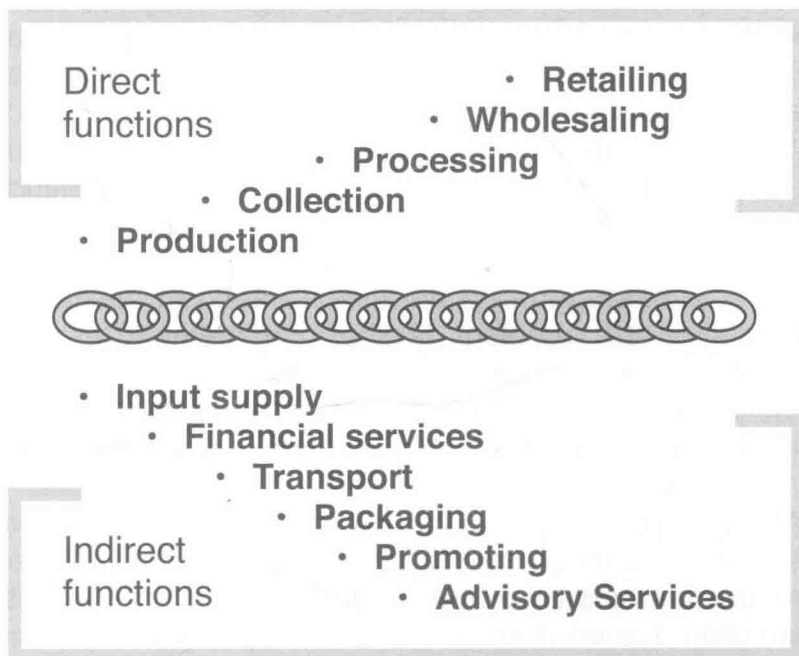 Direct
functions
• Retailing
• Wholesaling
• Processing
• Collection
• Production
• Input supply
• Financial services
• Transport
• Packaging
• Promoting
• Advisory Services
Indirect
functions